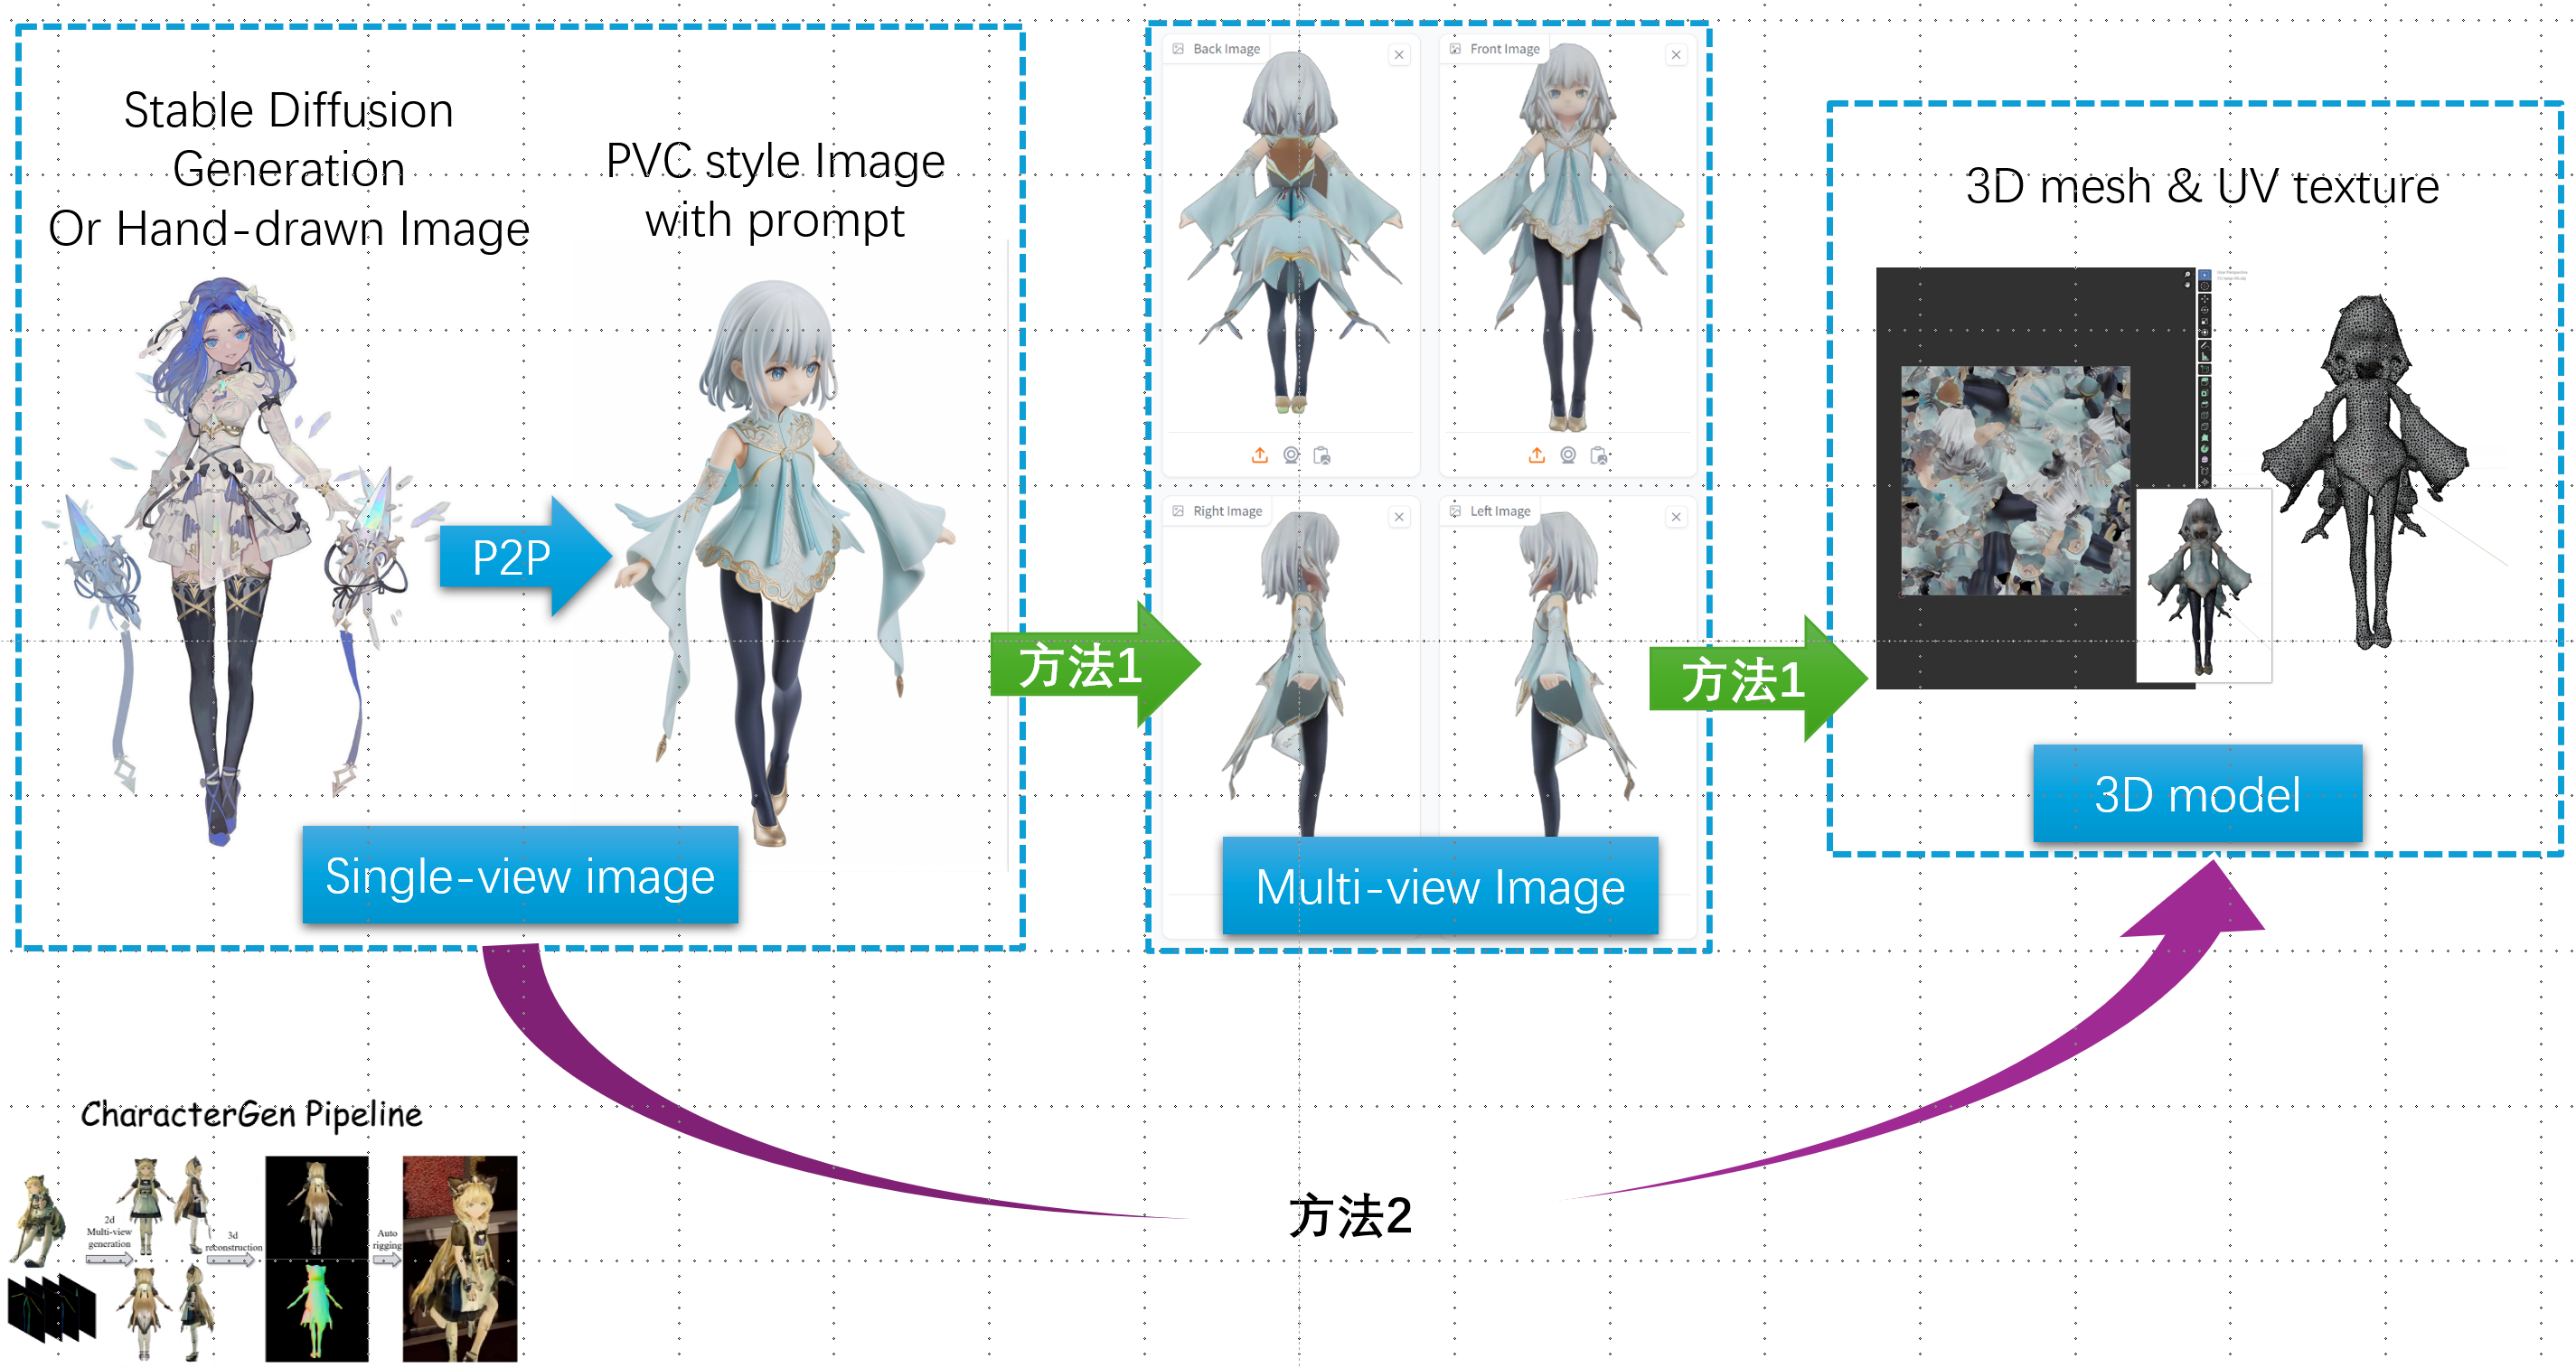 Stable Diffusion
Generation
Or Hand-drawn Image
PVC style Image
with prompt
P2P
Single-view image
方法1
Back Image
Front Image
Right Image
Left Image
Multi-view Image
方法1
3D mesh & UV texture
3D model
方法2
CharacterGen Pipeline
2d
Multi-view
generation
3d
reconstruction
Auto
rigging